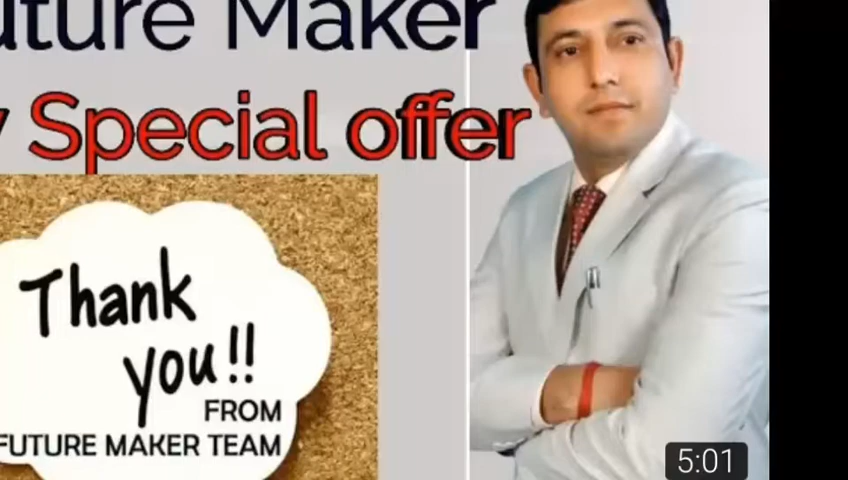 uture Maker
y Special offer
Thank
you!!
FROM
FUTURE MAKER TEAM
5:01